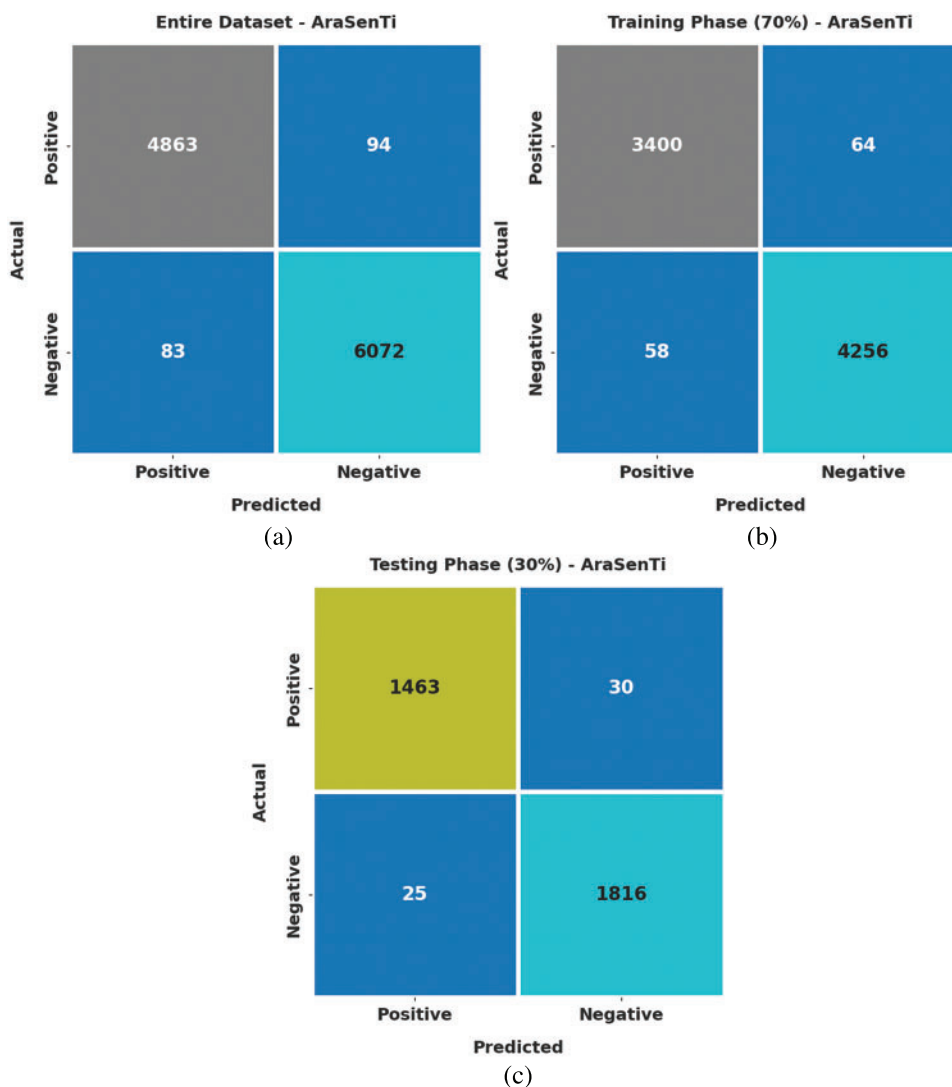 Entire Dataset - AraSenTi
Actual
Positive
4863
94
Negative
83
6072
Positive
Negative
Predicted
(a)
Training Phase (70%) - AraSenTi
Actual
Positive
3400
64
Negative
58
4256
Positive
Negative
Predicted
(b)
Testing Phase (30%) - AraSenTi
Actual
Positive
1463
30
Negative
25
1816
Positive
Negative
Predicted
(c)